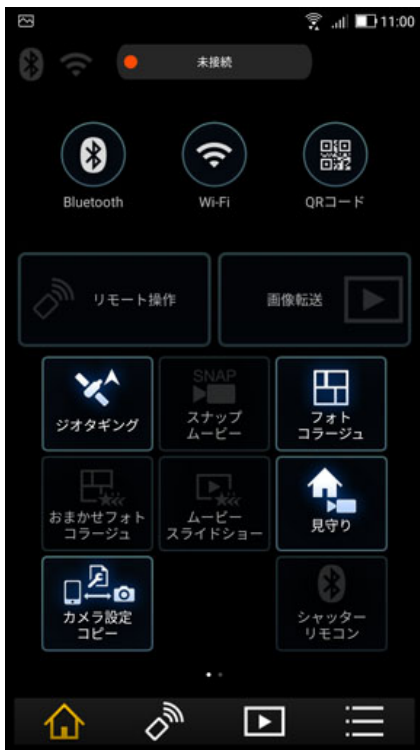 11:00
未接続
Bluetooth
Wi-Fi
QRコード
リモート操作
画像転送
ジオタギング
SNAP
スナップ
ムービー
フォト
コラージュ
おまかせフォト
コラージュ
ムービー
スライドショー
見守り
カメラ設定
コピー
シャッター
リモコン